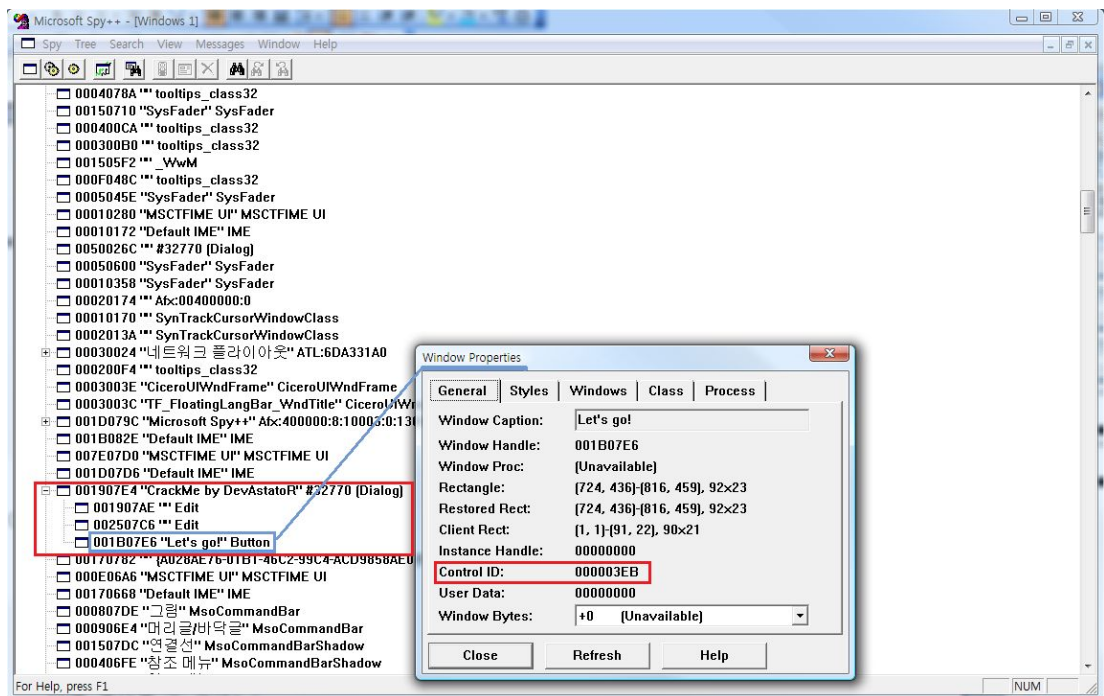 Microsoft Spy++ - [Windows 1]
Spy Tree Search View Messages Window Help
0004078A "" tooltips_class32
00150710 "SysFader" SysFader
000400CA "" tooltips_class32
000300B0 "" tooltips_class32
001505F2 "" _WwM
000F048C "" tooltips_class32
0005045E "SysFader" SysFader
00010280 "MSCTFIME UI" MSCTFIME UI
00010172 "Default IME" IME
0050026C "" #32770 (Dialog)
00050600 "SysFader" SysFader
00010358 "SysFader" SysFader
00020174 "" Afx:00400000:0
00010170 "" SynTrackCursorWindowClass
0002013A "" SynTrackCursorWindowClass
00030024 "네트워크 플라이아웃" ATL:6DA331A0
000200F4 "" tooltips_class32
0003003E "CiceroUIWndFrame" CiceroUIWndFrame
0003003C "TF_FloatingLangBar_WndTitle" CiceroUIWn
001D079C "Microsoft Spy++" Afx:400000:8:10003:0:13
001B082E "Default IME" IME
007E07D0 "MSCTFIME UI" MSCTFIME UI
001D07D6 "Default IME" IME
001907E4 "CrackMe by DevAstatoR" #32770 (Dialog)
001907AE "" Edit
002507C6 "" Edit
001B07E6 "Let's go!" Button
00170782 "{A028AE76-01B1-46C2-99C4-ACD9858AE0
000E06A6 "MSCTFIME UI" MSCTFIME UI
00170668 "Default IME" IME
000807DE "그림" MsoCommandBar
000906E4 "머리글/바닥글" MsoCommandBar
001507DC "연결선" MsoCommandBarShadow
000406FE "참조 메뉴" MsoCommandBarShadow
Window Properties
General Styles Windows Class Process
Window Caption: Let's go!
Window Handle: 001B07E6
Window Proc: (Unavailable)
Rectangle: (724, 436)-(816, 459), 92x23
Restored Rect: (724, 436)-(816, 459), 92x23
Client Rect: (1, 1)-(91, 22), 90x21
Instance Handle: 00000000
Control ID: 000003EB
User Data: 00000000
Window Bytes: +0 (Unavailable)
Close Refresh Help
For Help, press F1
NUM